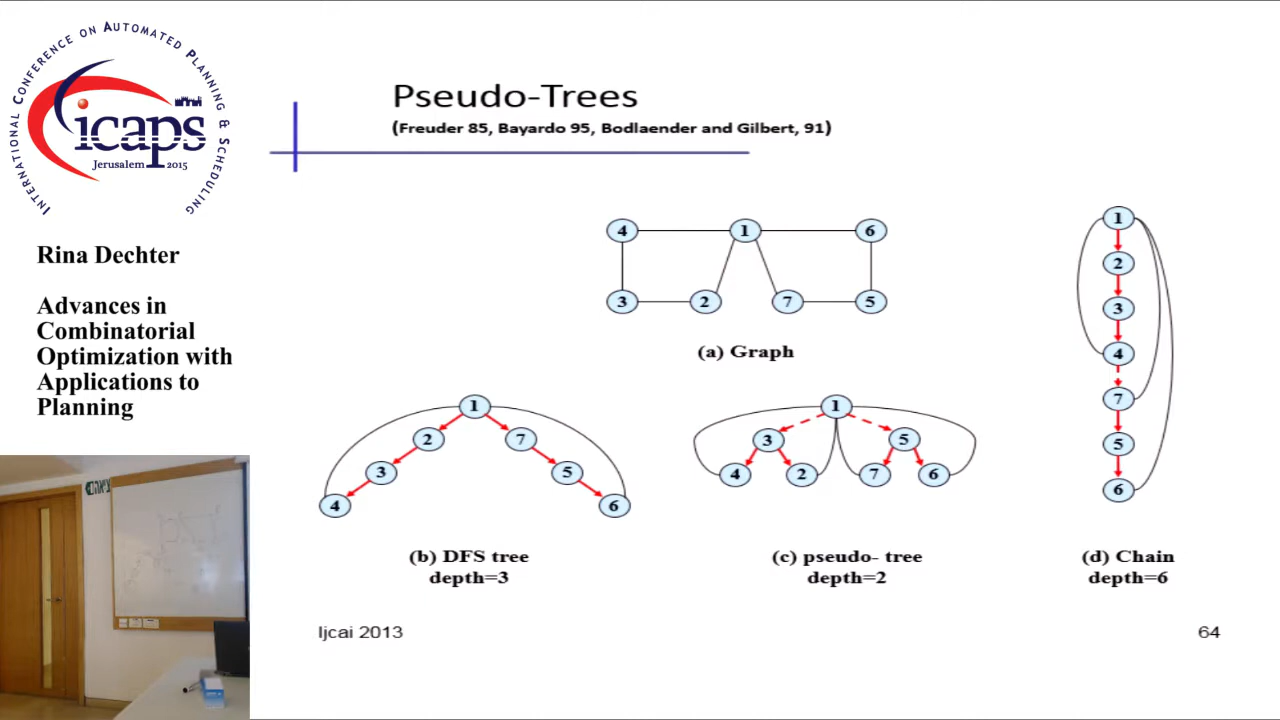 INTERNATIONAL CONFERENCE ON AUTOMATED PLANNING & SCHEDULING
icaps
Jerusalem 2015
Rina Dechter
Advances in
Combinatorial
Optimization with
Applications to
Planning
Pseudo-Trees
(Freuder 85, Bayardo 95, Bodlaender and Gilbert, 91)
4 1 6
3 2 7 5
(a) Graph
1
2 7
3 5
4 6
(b) DFS tree
depth=3
1
3 5
4 2 7 6
(c) pseudo- tree
depth=2
1
2
3
4
7
5
6
(d) Chain
depth=6
Ijcai 2013
64